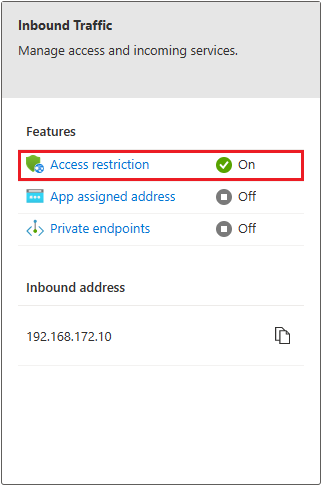 Inbound Traffic
Manage access and incoming services.
Features
Access restriction On
App assigned address Off
Private endpoints Off
Inbound address
192.168.172.10